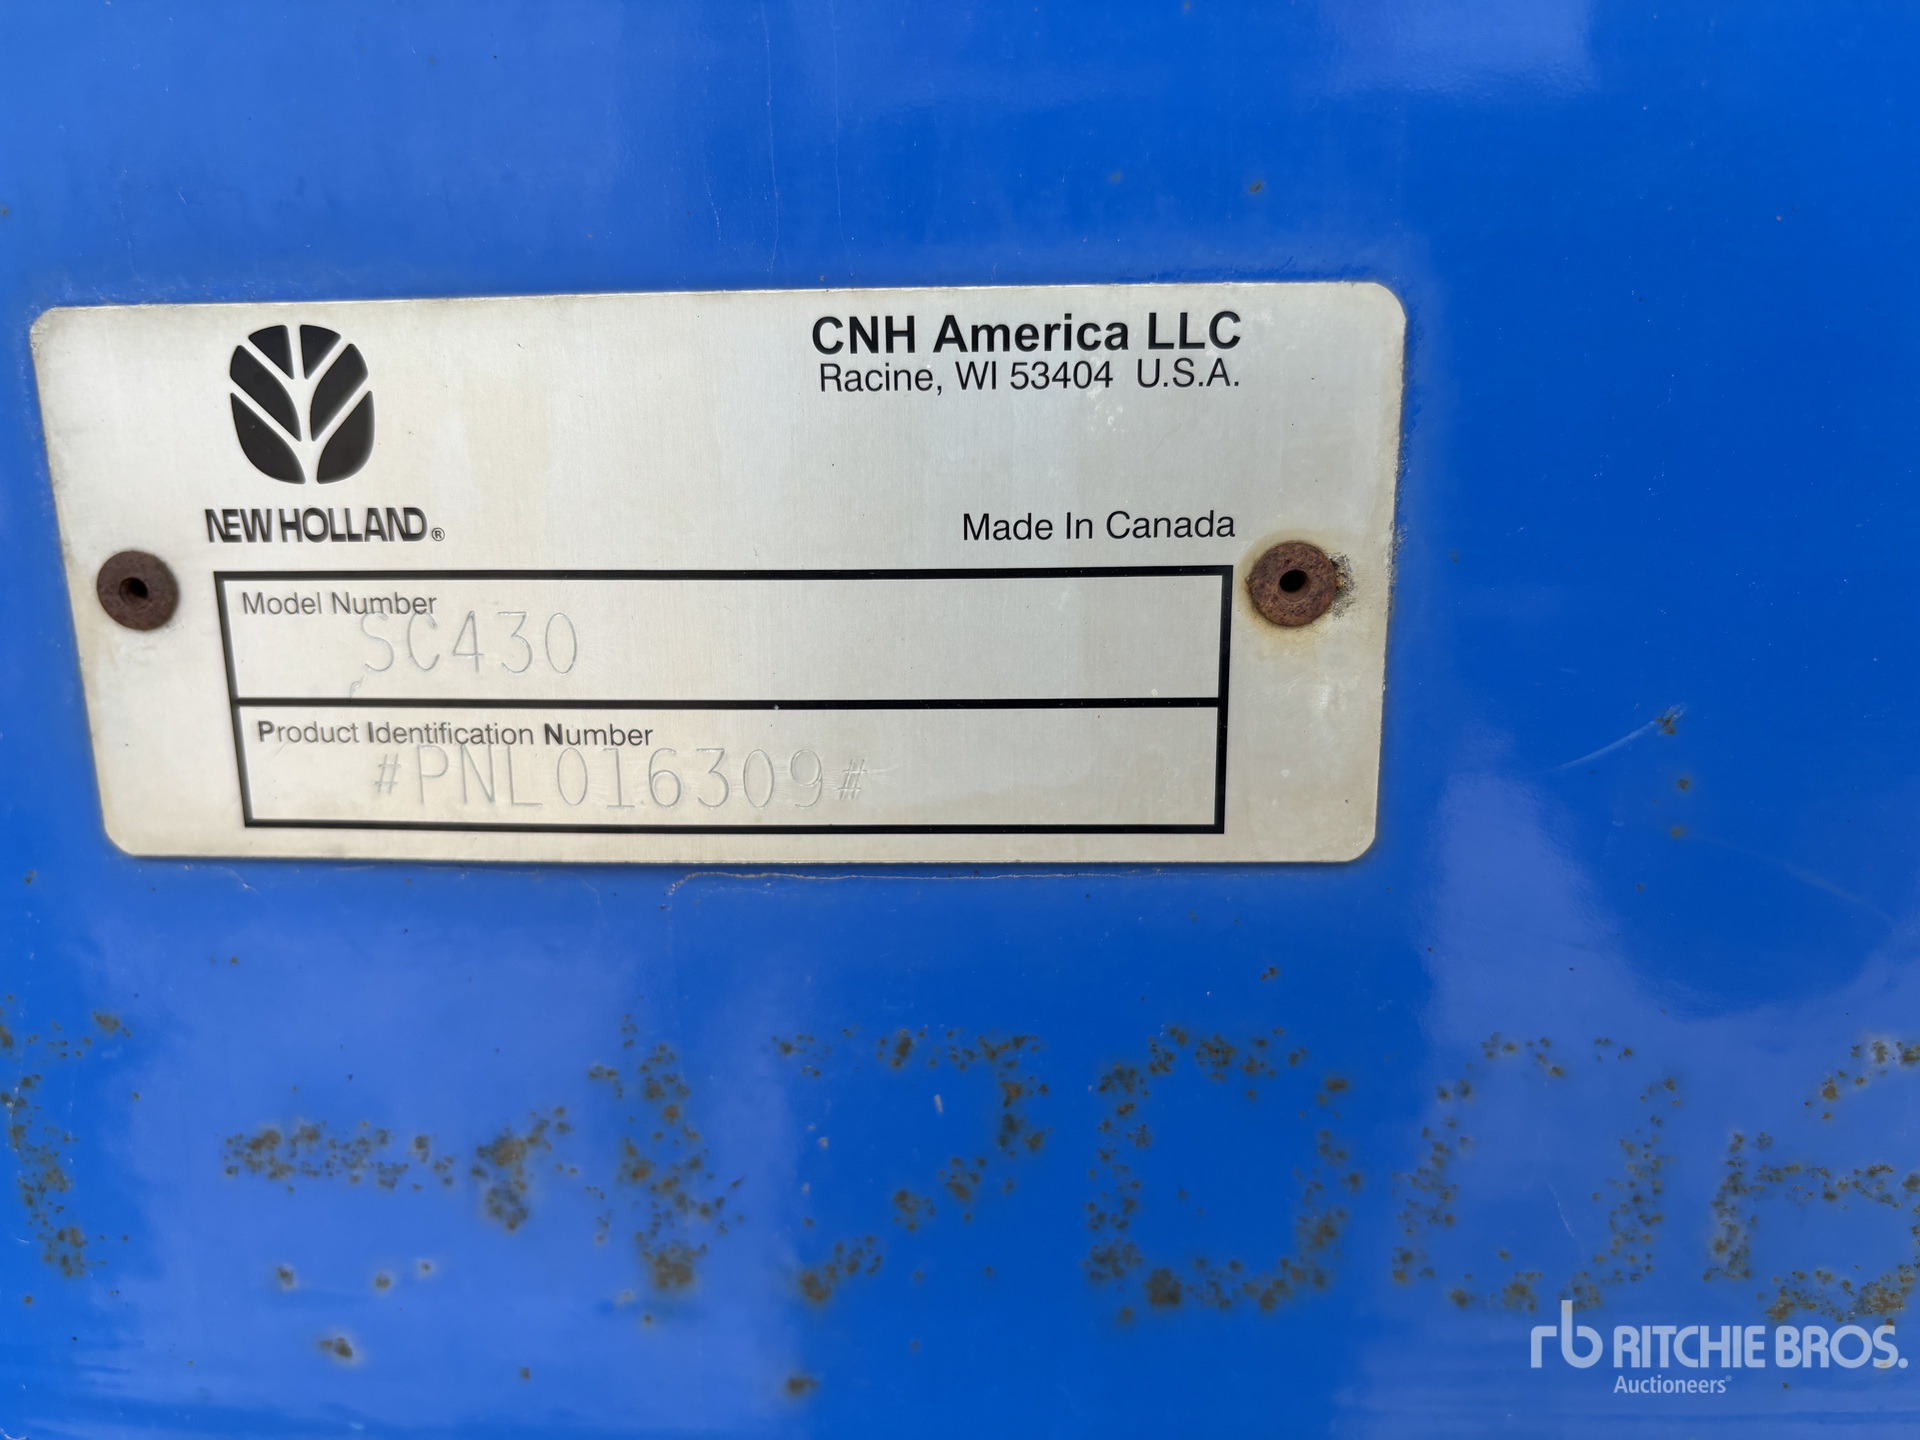 CNH America LLC
Racine, WI 53404 U.S.A.
NEW HOLLAND®
Made In Canada
Model Number
SC430
Product Identification Number
#PNL016309#
rb RITCHIE BROS.
Auctioneers®